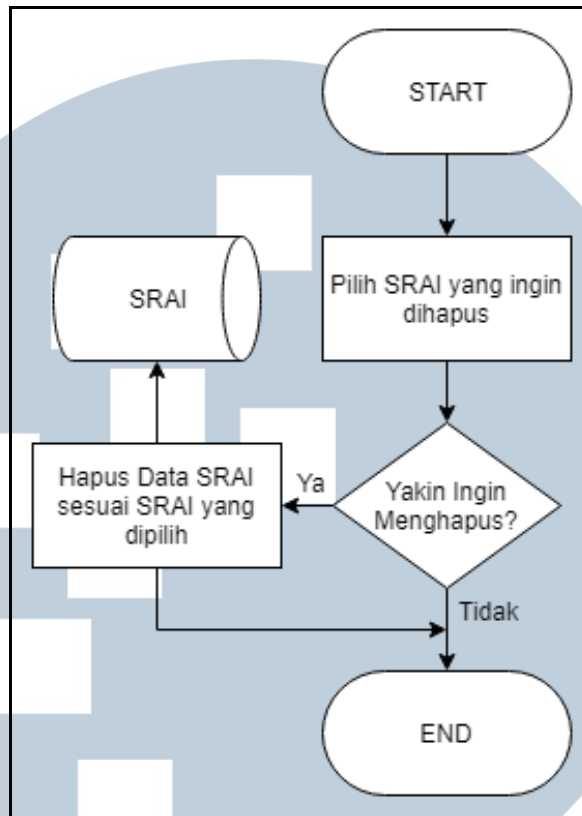 START
Pilih SRAI yang ingin
dihapus
SRAI
Yakin Ingin
Menghapus?
Ya
Hapus Data SRAI
sesuai SRAI yang
dipilih
Tidak
END